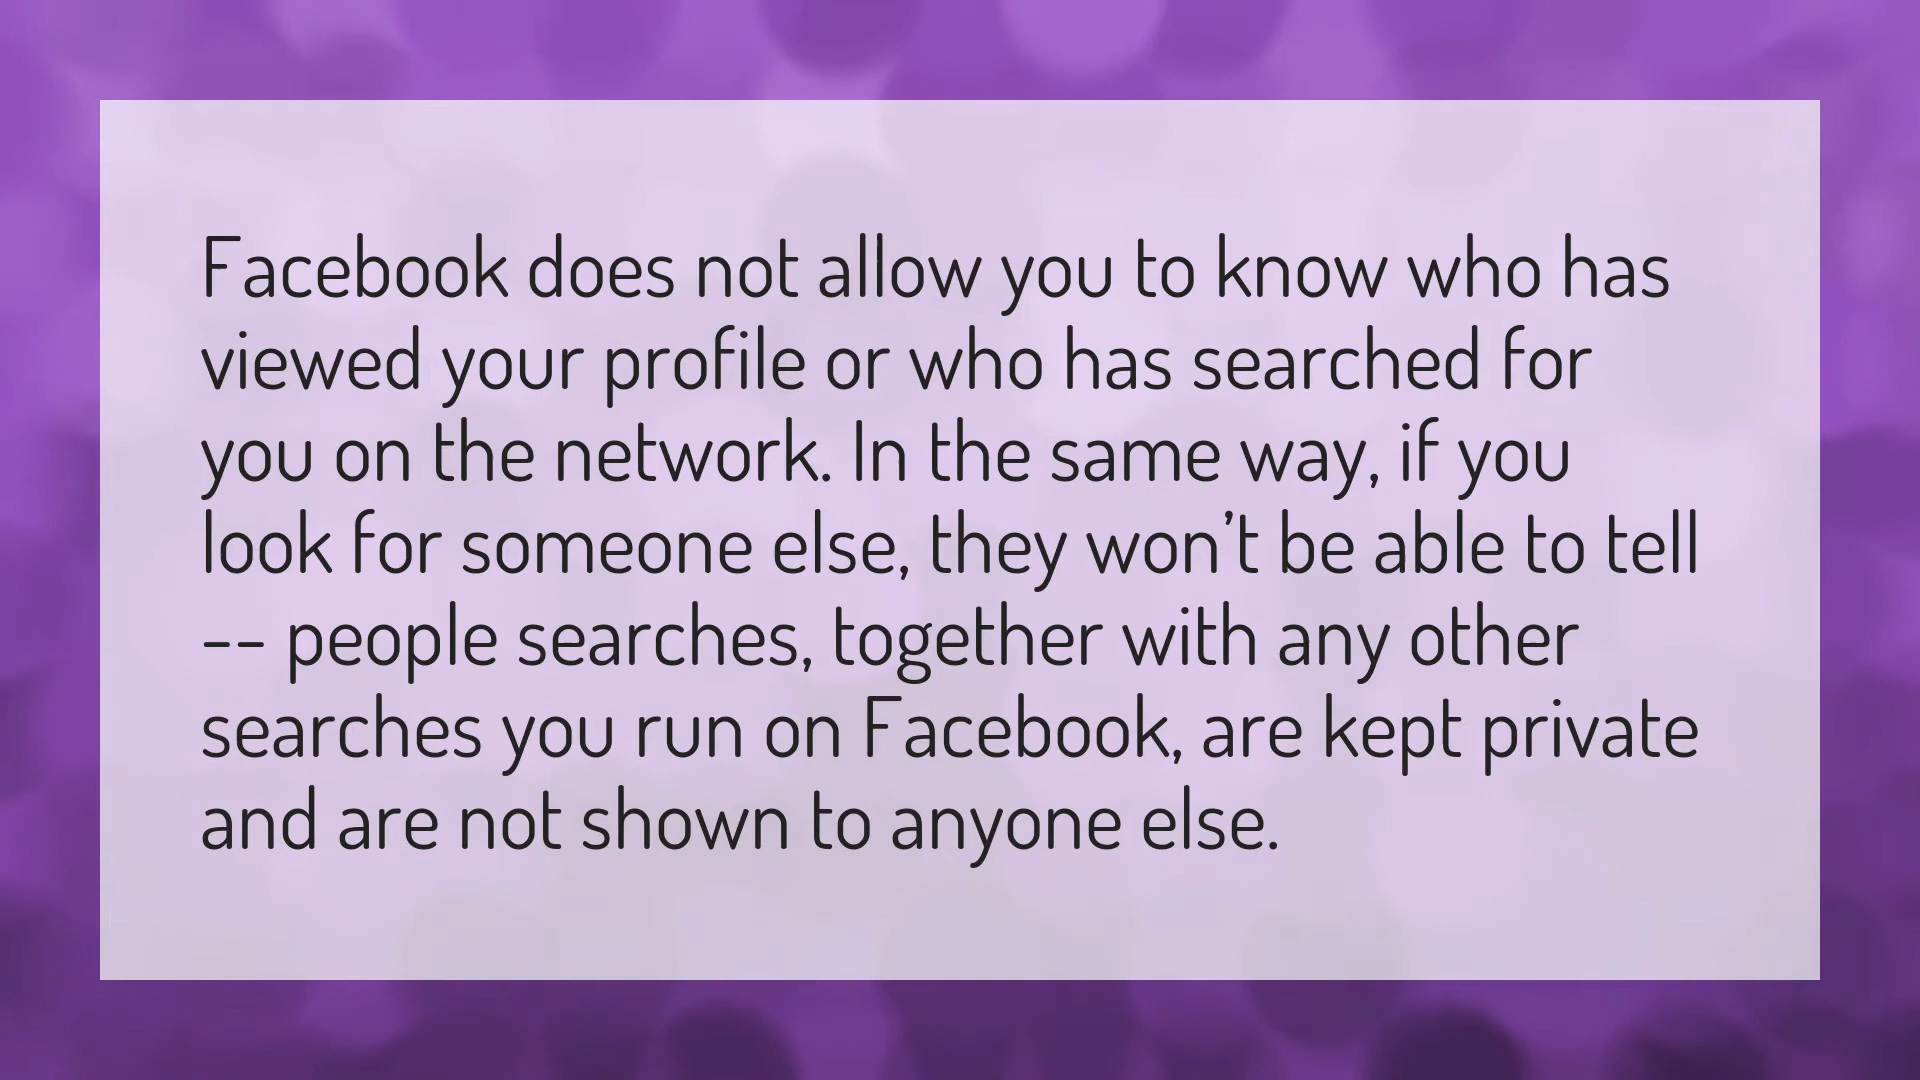 Facebook does not allow you to know who has
viewed your profile or who has searched for
you on the network. In the same way, if you
look for someone else, they won’t be able to tell
-- people searches, together with any other
searches you run on Facebook, are kept private
and are not shown to anyone else.